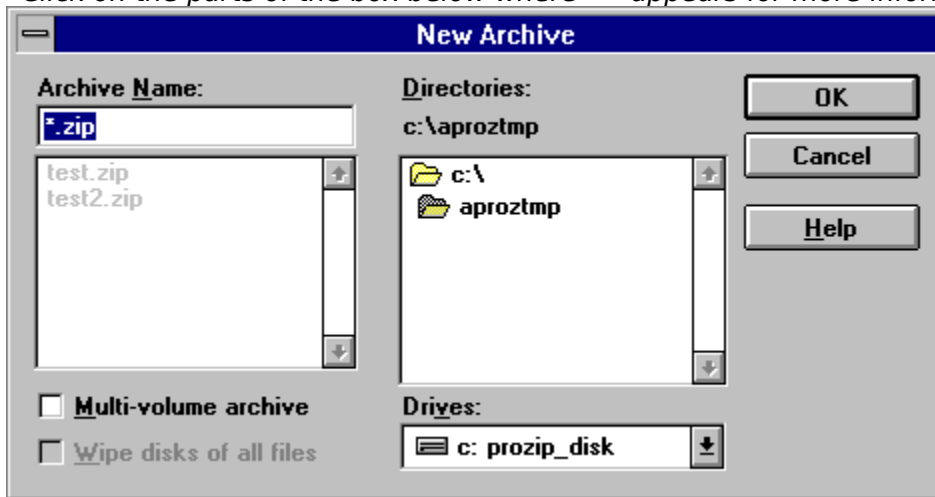 New Archive
Archive Name:
*.zip
test.zip
test2.zip
Multi-volume archive
Wipe disks of all files
Directories:
c:\aproztmp
c:\
aproztmp
Drives:
c: prozip_disk
OK
Cancel
Help